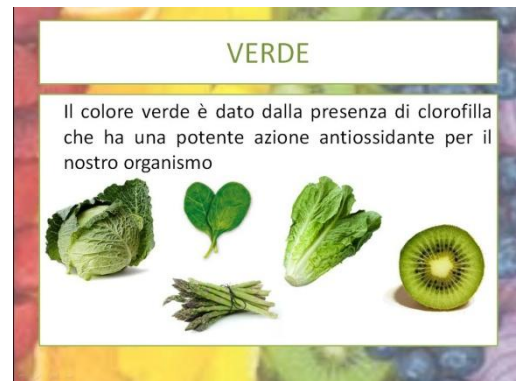 VERDE
Il colore verde è dato dalla presenza di clorofilla
che ha una potente azione antiossidante per il
nostro organismo